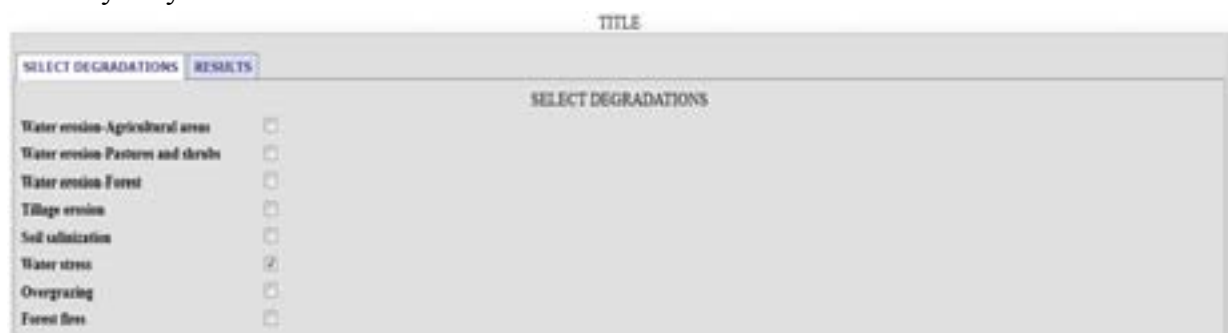 TITLE
SELECT DEGRADATIONS RESULTS
SELECT DEGRADATIONS
Water erosion-Agricultural areas
Water erosion-Pastures and shrubs
Water erosion-Forest
Tillage erosion
Soil salinization
Water stress
Overgrazing
Forest fires